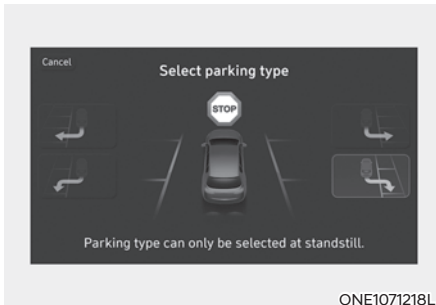 Cancel
Select parking type
STOP
Parking type can only be selected at standstill.
ONE1071218L